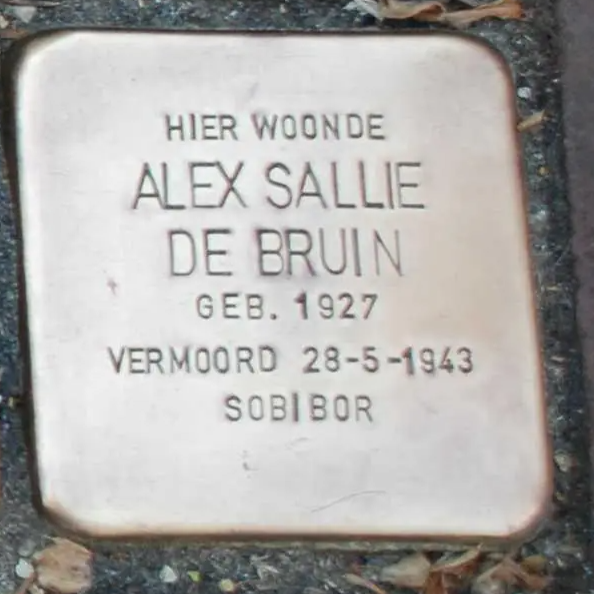 HIER WOONDE
ALEX SALLIE
DE BRUIN
GEB. 1927
VERMOORD 28-5-1943
SOBIBOR